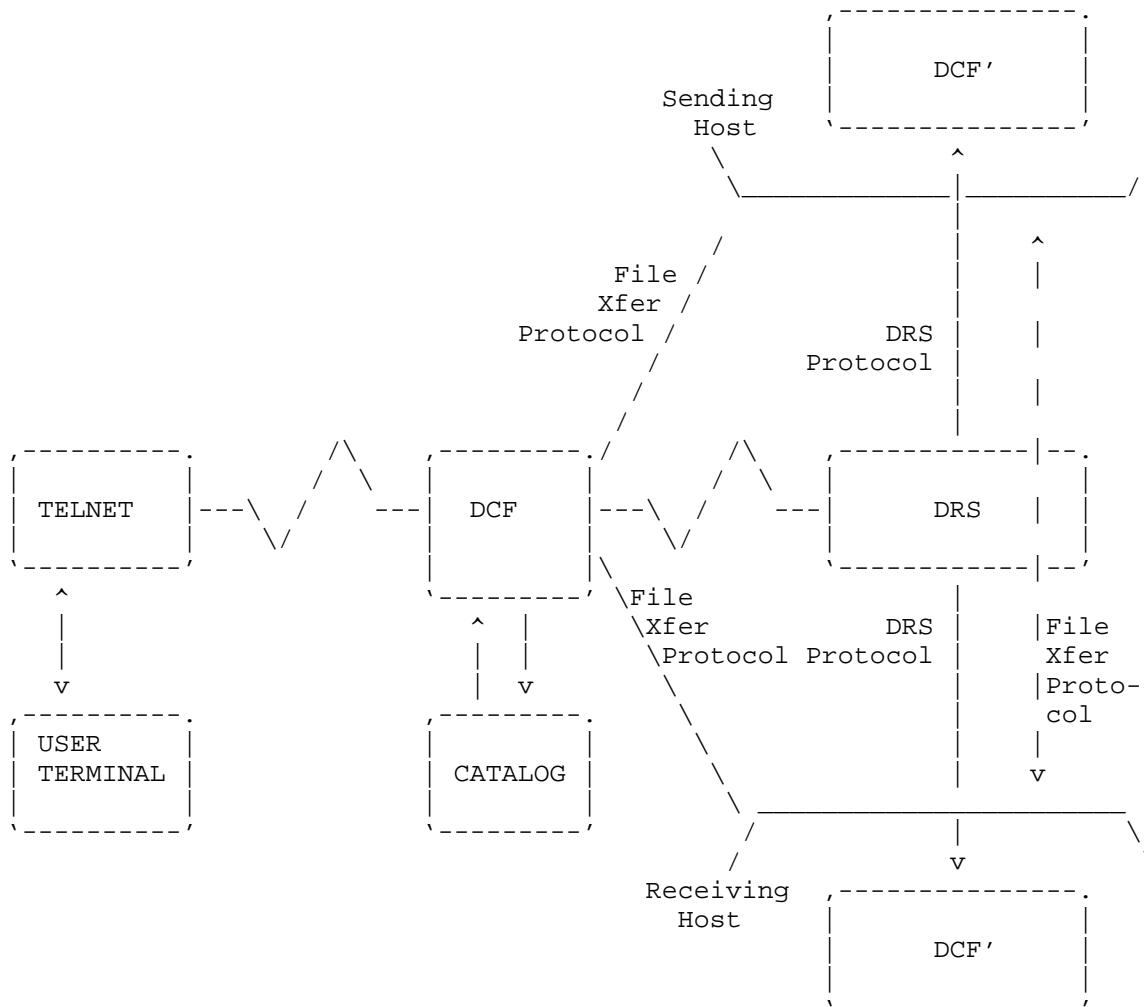 DCF'
Sending
Host
File
Xfer
Protocol
DRS
Protocol
TELNET
DCF
DRS
File
Xfer
Protocol
DRS
Protocol
File
Xfer
Proto-
col
USER
TERMINAL
CATALOG
Receiving
Host
DCF'